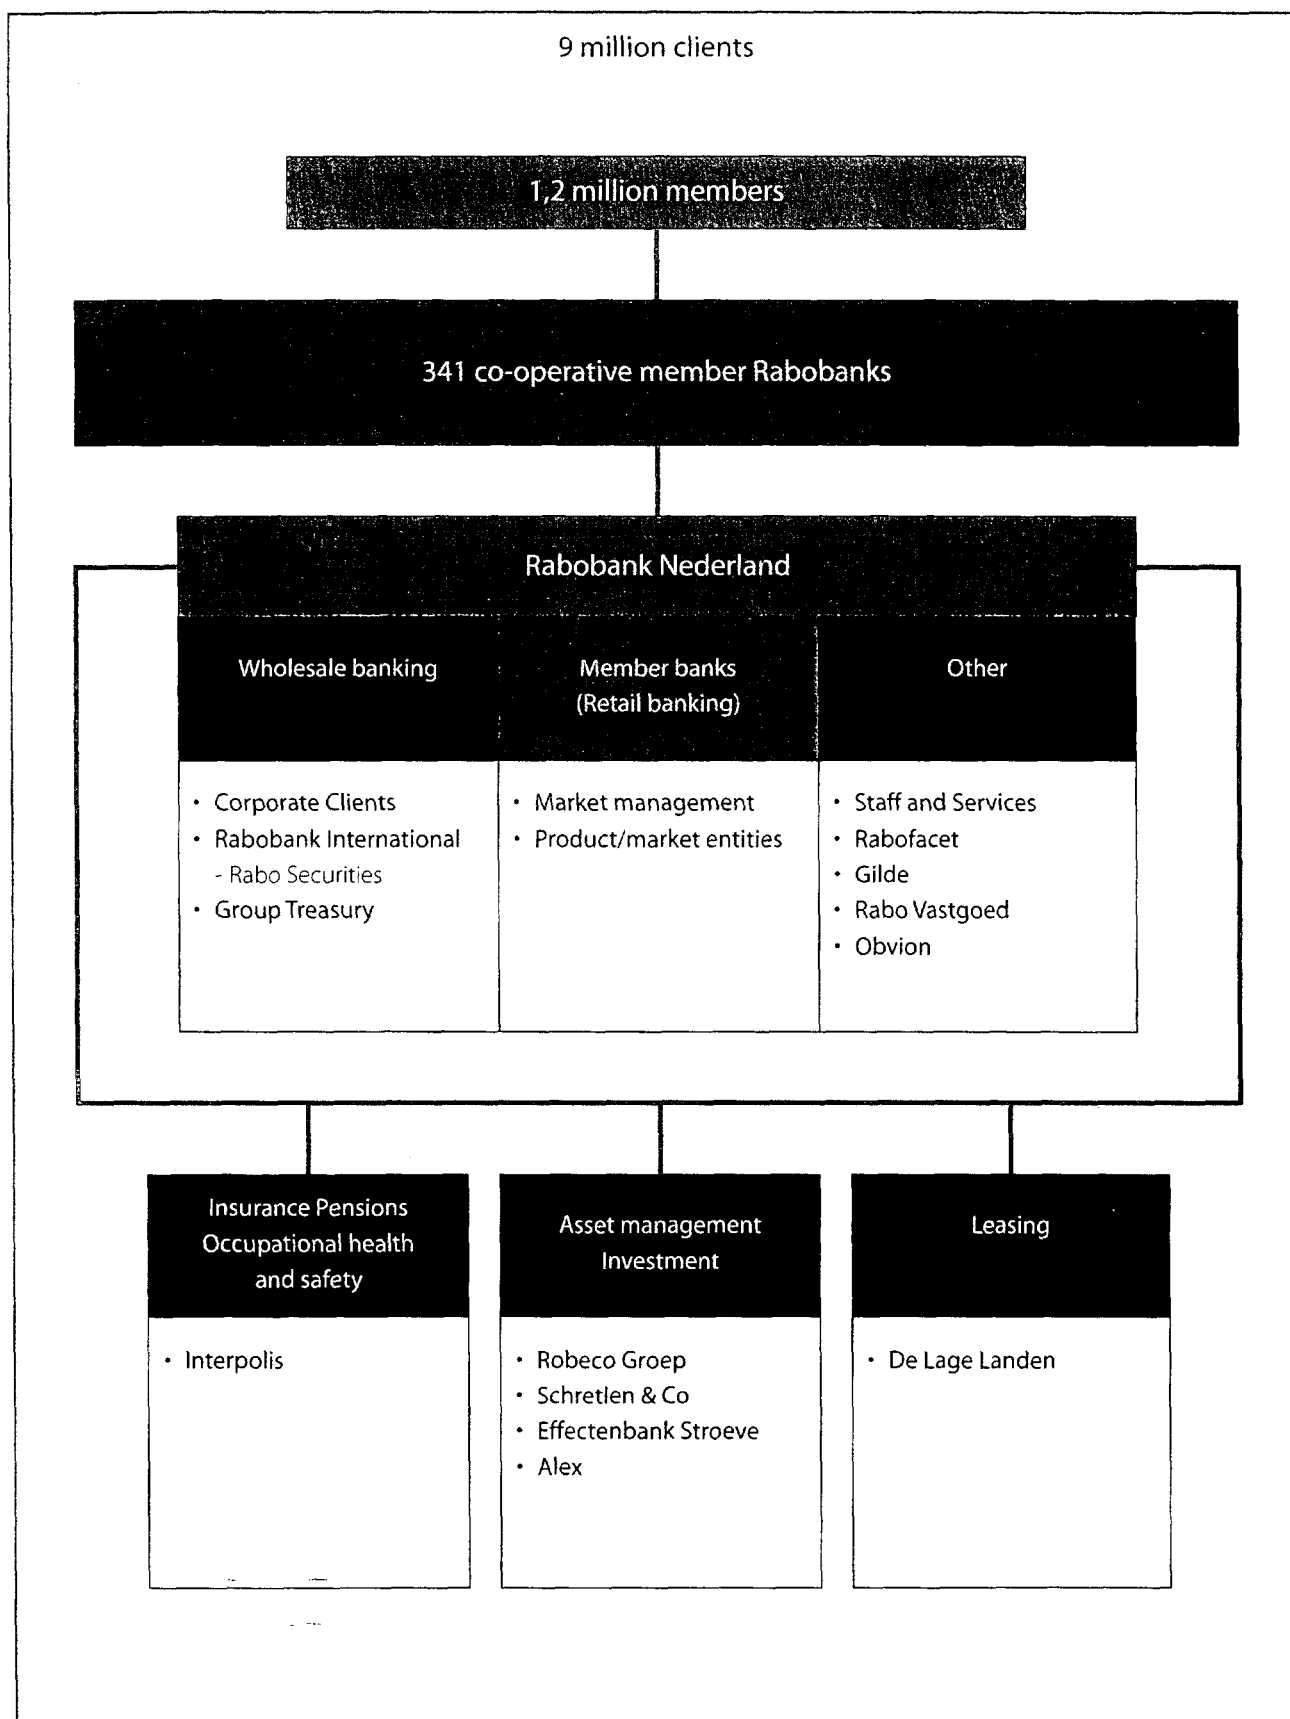 9 million clients
1,2 million members
341 co-operative member Rabobanks
Rabobank Nederland
Wholesale banking
• Corporate Clients
• Rabobank International
- Rabo Securities
• Group Treasury
Member banks
(Retail banking)
• Market management
• Product/market entities
Other
• Staff and Services
• Rabofacet
• Gilde
• Rabo Vastgoed
• Obvion
Insurance Pensions
Occupational health
and safety
• Interpolis
Asset management
Investment
• Robeco Groep
• Schretlen & Co
• Effectenbank Stroeve
• Alex
Leasing
• De Lage Landen